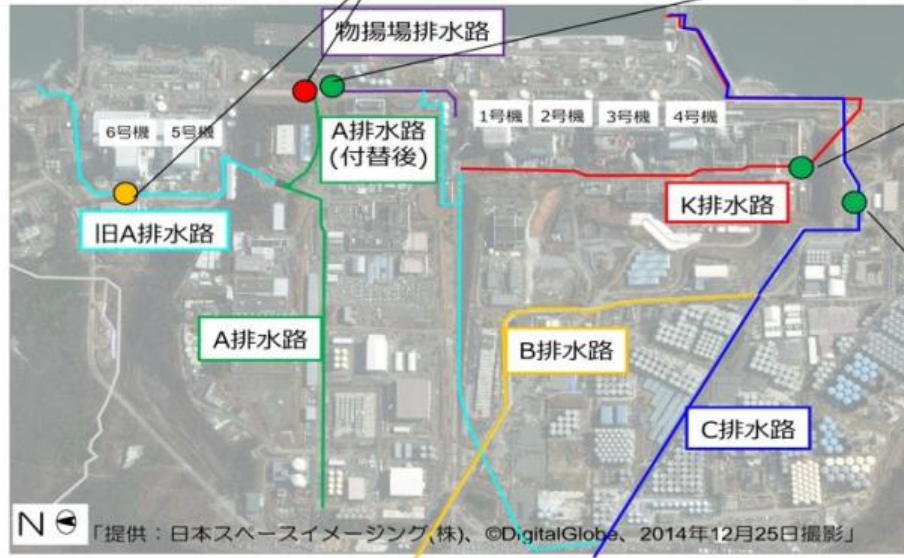 物揚場排水路
A排水路
(付替後)
1号機
2号機
3号機
4号機
6号機
5号機
旧A排水路
K排水路
A排水路
B排水路
C排水路
N
「提供：日本スペースイメージング(株)、©DigitalGlobe、2014年12月25日撮影」